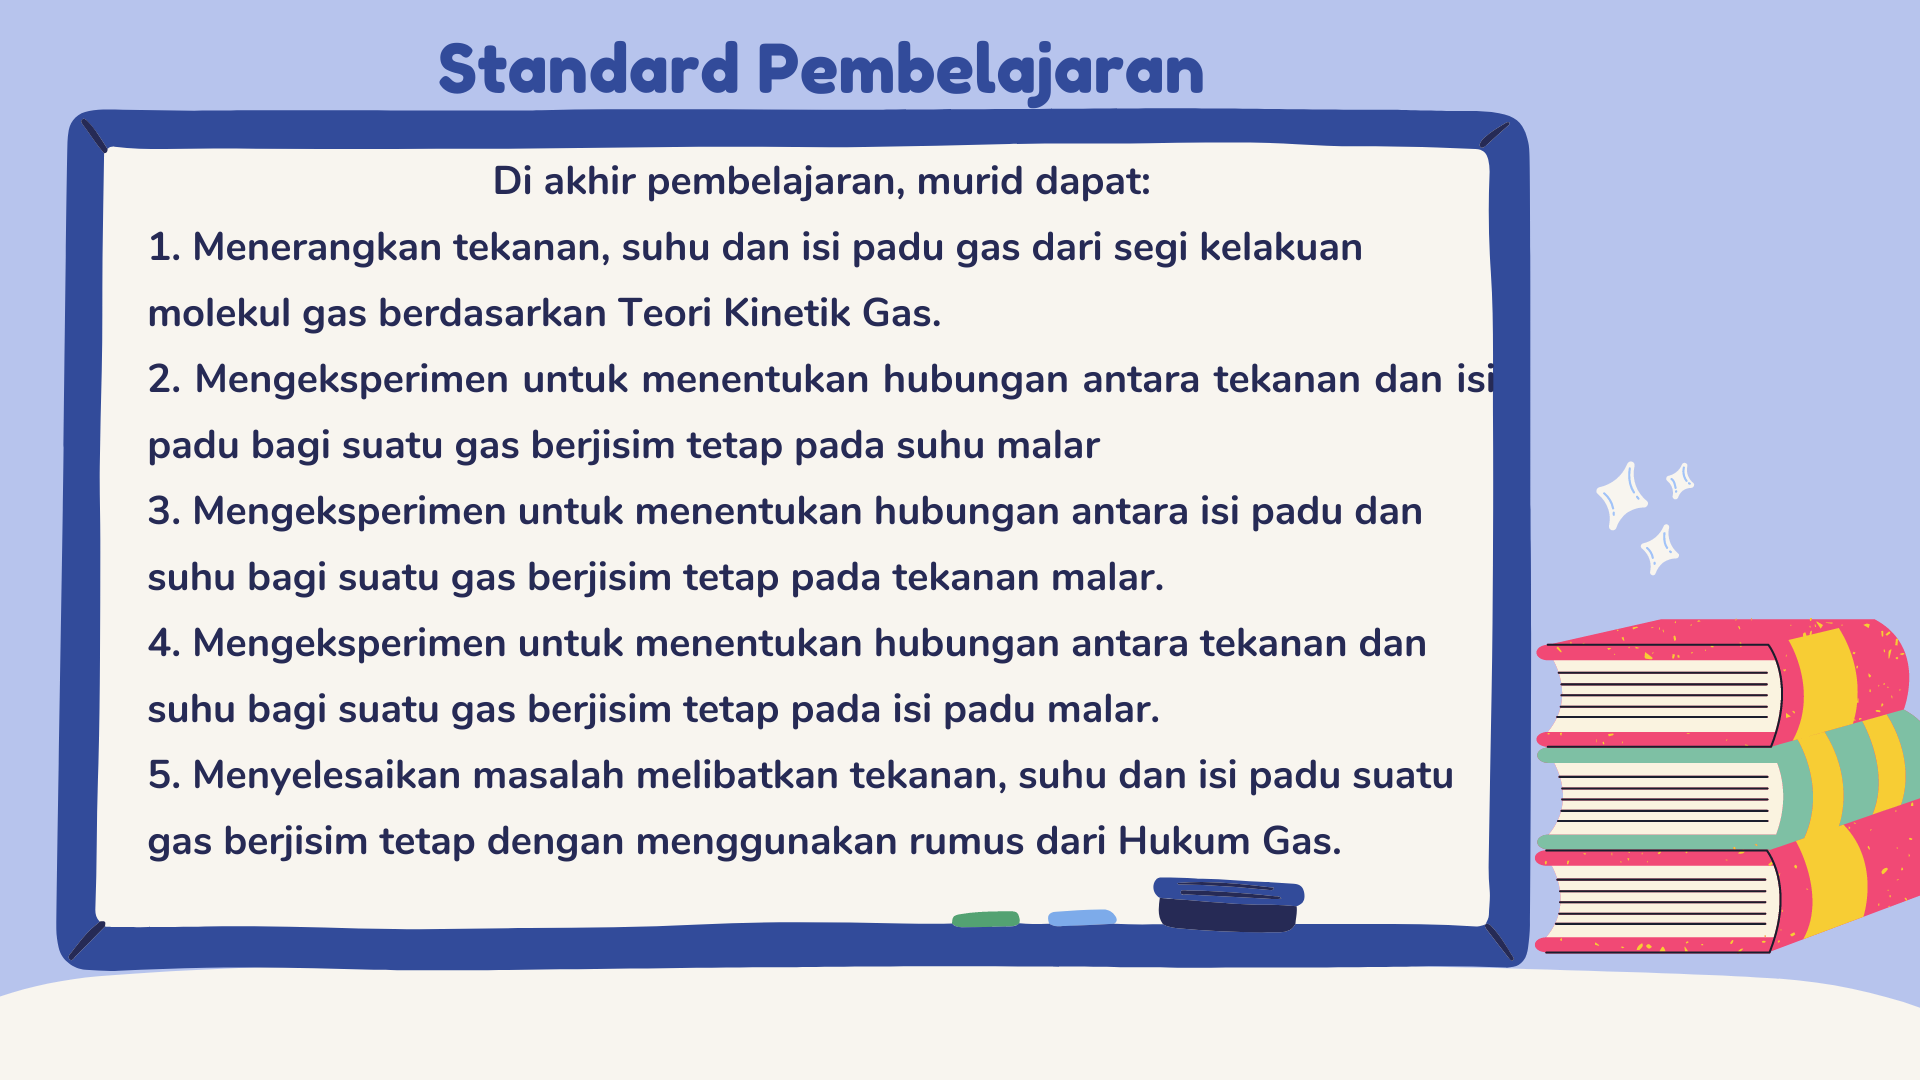 Standard Pembelajaran
Di akhir pembelajaran, murid dapat:
1. Menerangkan tekanan, suhu dan isi padu gas dari segi kelakuan
molekul gas berdasarkan Teori Kinetik Gas.
2. Mengeksperimen untuk menentukan hubungan antara tekanan dan isi
padu bagi suatu gas berjisim tetap pada suhu malar
3. Mengeksperimen untuk menentukan hubungan antara isi padu dan
suhu bagi suatu gas berjisim tetap pada tekanan malar.
4. Mengeksperimen untuk menentukan hubungan antara tekanan dan
suhu bagi suatu gas berjisim tetap pada isi padu malar.
5. Menyelesaikan masalah melibatkan tekanan, suhu dan isi padu suatu
gas berjisim tetap dengan menggunakan rumus dari Hukum Gas.